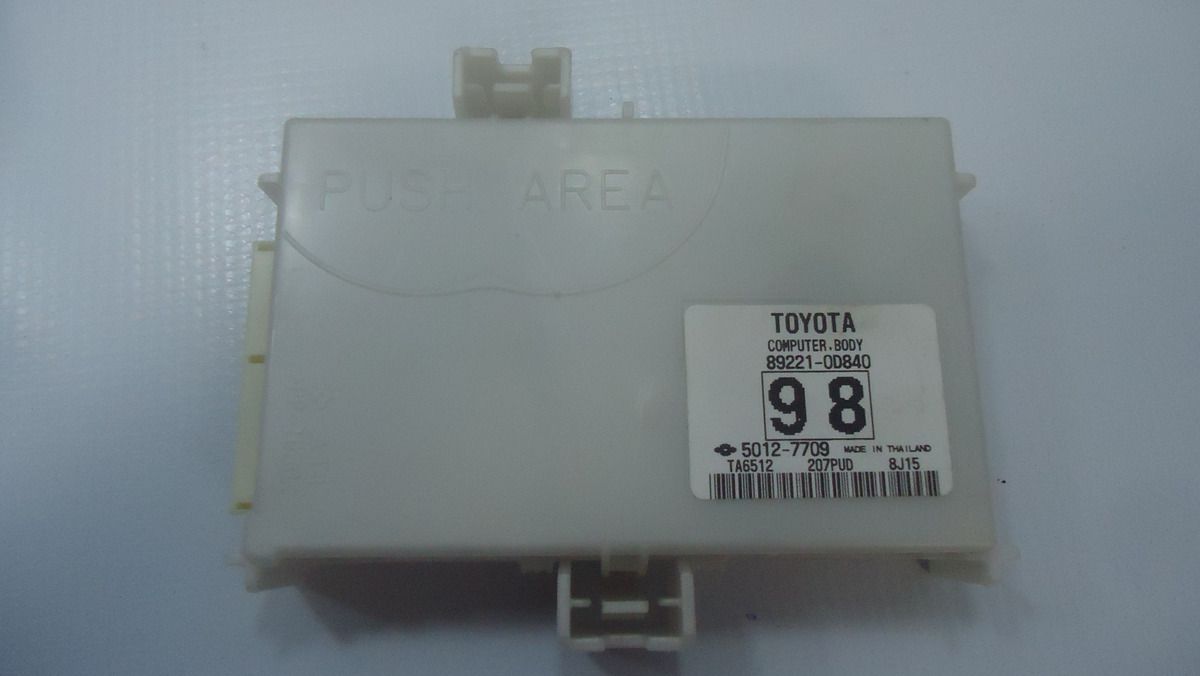 PUSH AREA
TOYOTA
COMPUTER, BODY
89221-0D840
98
5012-7709 MADE IN THAILAND
TA6512 207PUD 8J15